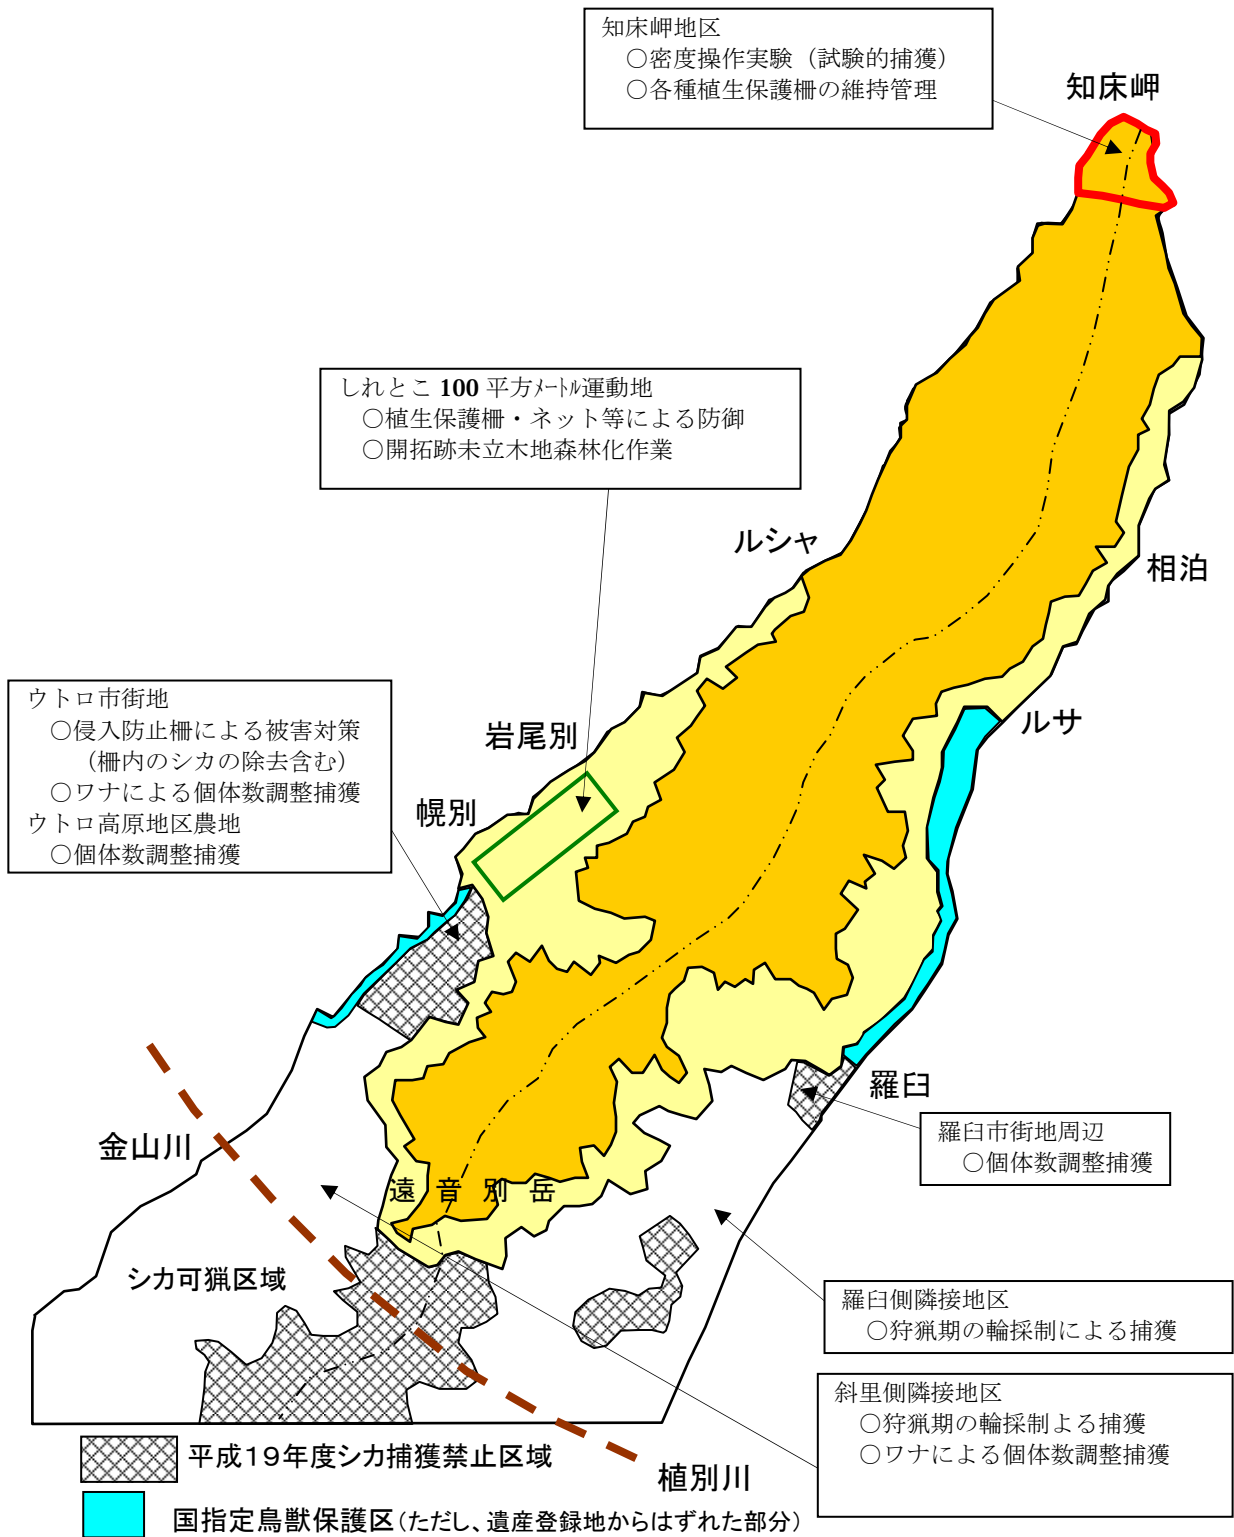 知床岬地区
○密度操作実験（試験的捕獲）
○各種植生保護柵の維持管理
知床岬
しれとこ 100 平方メートル運動地
○植生保護柵・ネット等による防御
○開拓跡未立木地森林化作業
ルシャ
相泊
ウトロ市街地
○侵入防止柵による被害対策
（柵内のシカの除去含む）
○ワナによる個体数調整捕獲
ウトロ高原地区農地
○個体数調整捕獲
岩尾別
ルサ
幌別
羅臼
羅臼市街地周辺
○個体数調整捕獲
金山川
遠音別岳
シカ可猟区域
羅臼側隣接地区
○狩猟期の輪採制による捕獲
斜里側隣接地区
○狩猟期の輪採制よる捕獲
○ワナによる個体数調整捕獲
平成19年度シカ捕獲禁止区域
植別川
国指定鳥獣保護区（ただし、遺産登録地からはずれた部分）